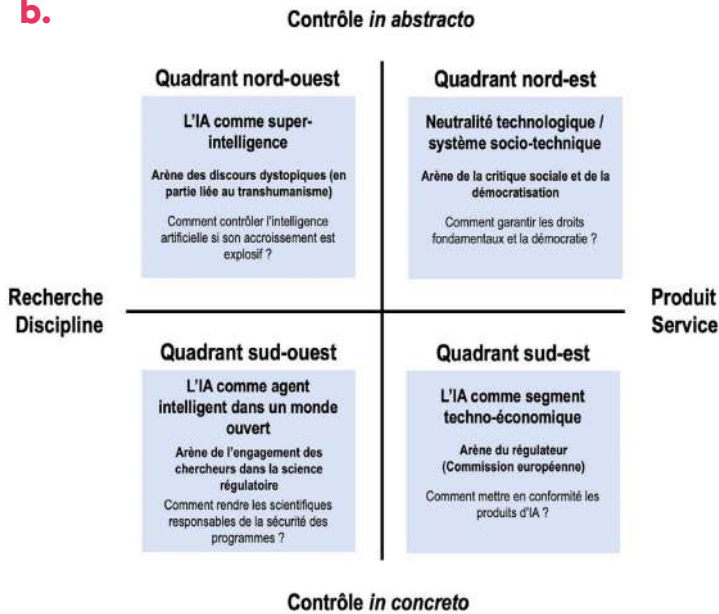 b.
Contrôle in abstracto
Quadrant nord-ouest
L'IA comme super-
intelligence
Arène des discours dystopiques (en
partie liée au transhumanisme)
Comment contrôler l'intelligence
artificielle si son accroissement est
explosif ?
Quadrant nord-est
Neutralité technologique /
système socio-technique
Arène de la critique sociale et de la
démocratisation
Comment garantir les droits
fondamentaux et la démocratie ?
Recherche
Discipline
Produit
Service
Quadrant sud-ouest
L'IA comme agent
intelligent dans un monde
ouvert
Arène de l'engagement des
chercheurs dans la science
régulatoire
Comment rendre les scientifiques
responsables de la sécurité des
programmes ?
Quadrant sud-est
L'IA comme segment
techno-économique
Arène du régulateur
(Commission européenne)
Comment mettre en conformité les
produits d'IA ?
Contrôle in concreto